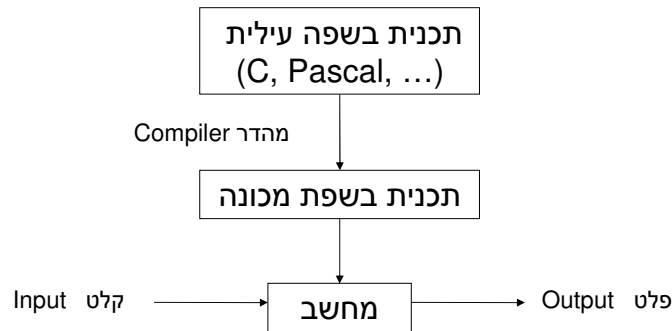 תכנית בשפה עילית
(C, Pascal, …)
מהדר Compiler
תכנית בשפת מכונה
קלט Input
מחשב
פלט Output